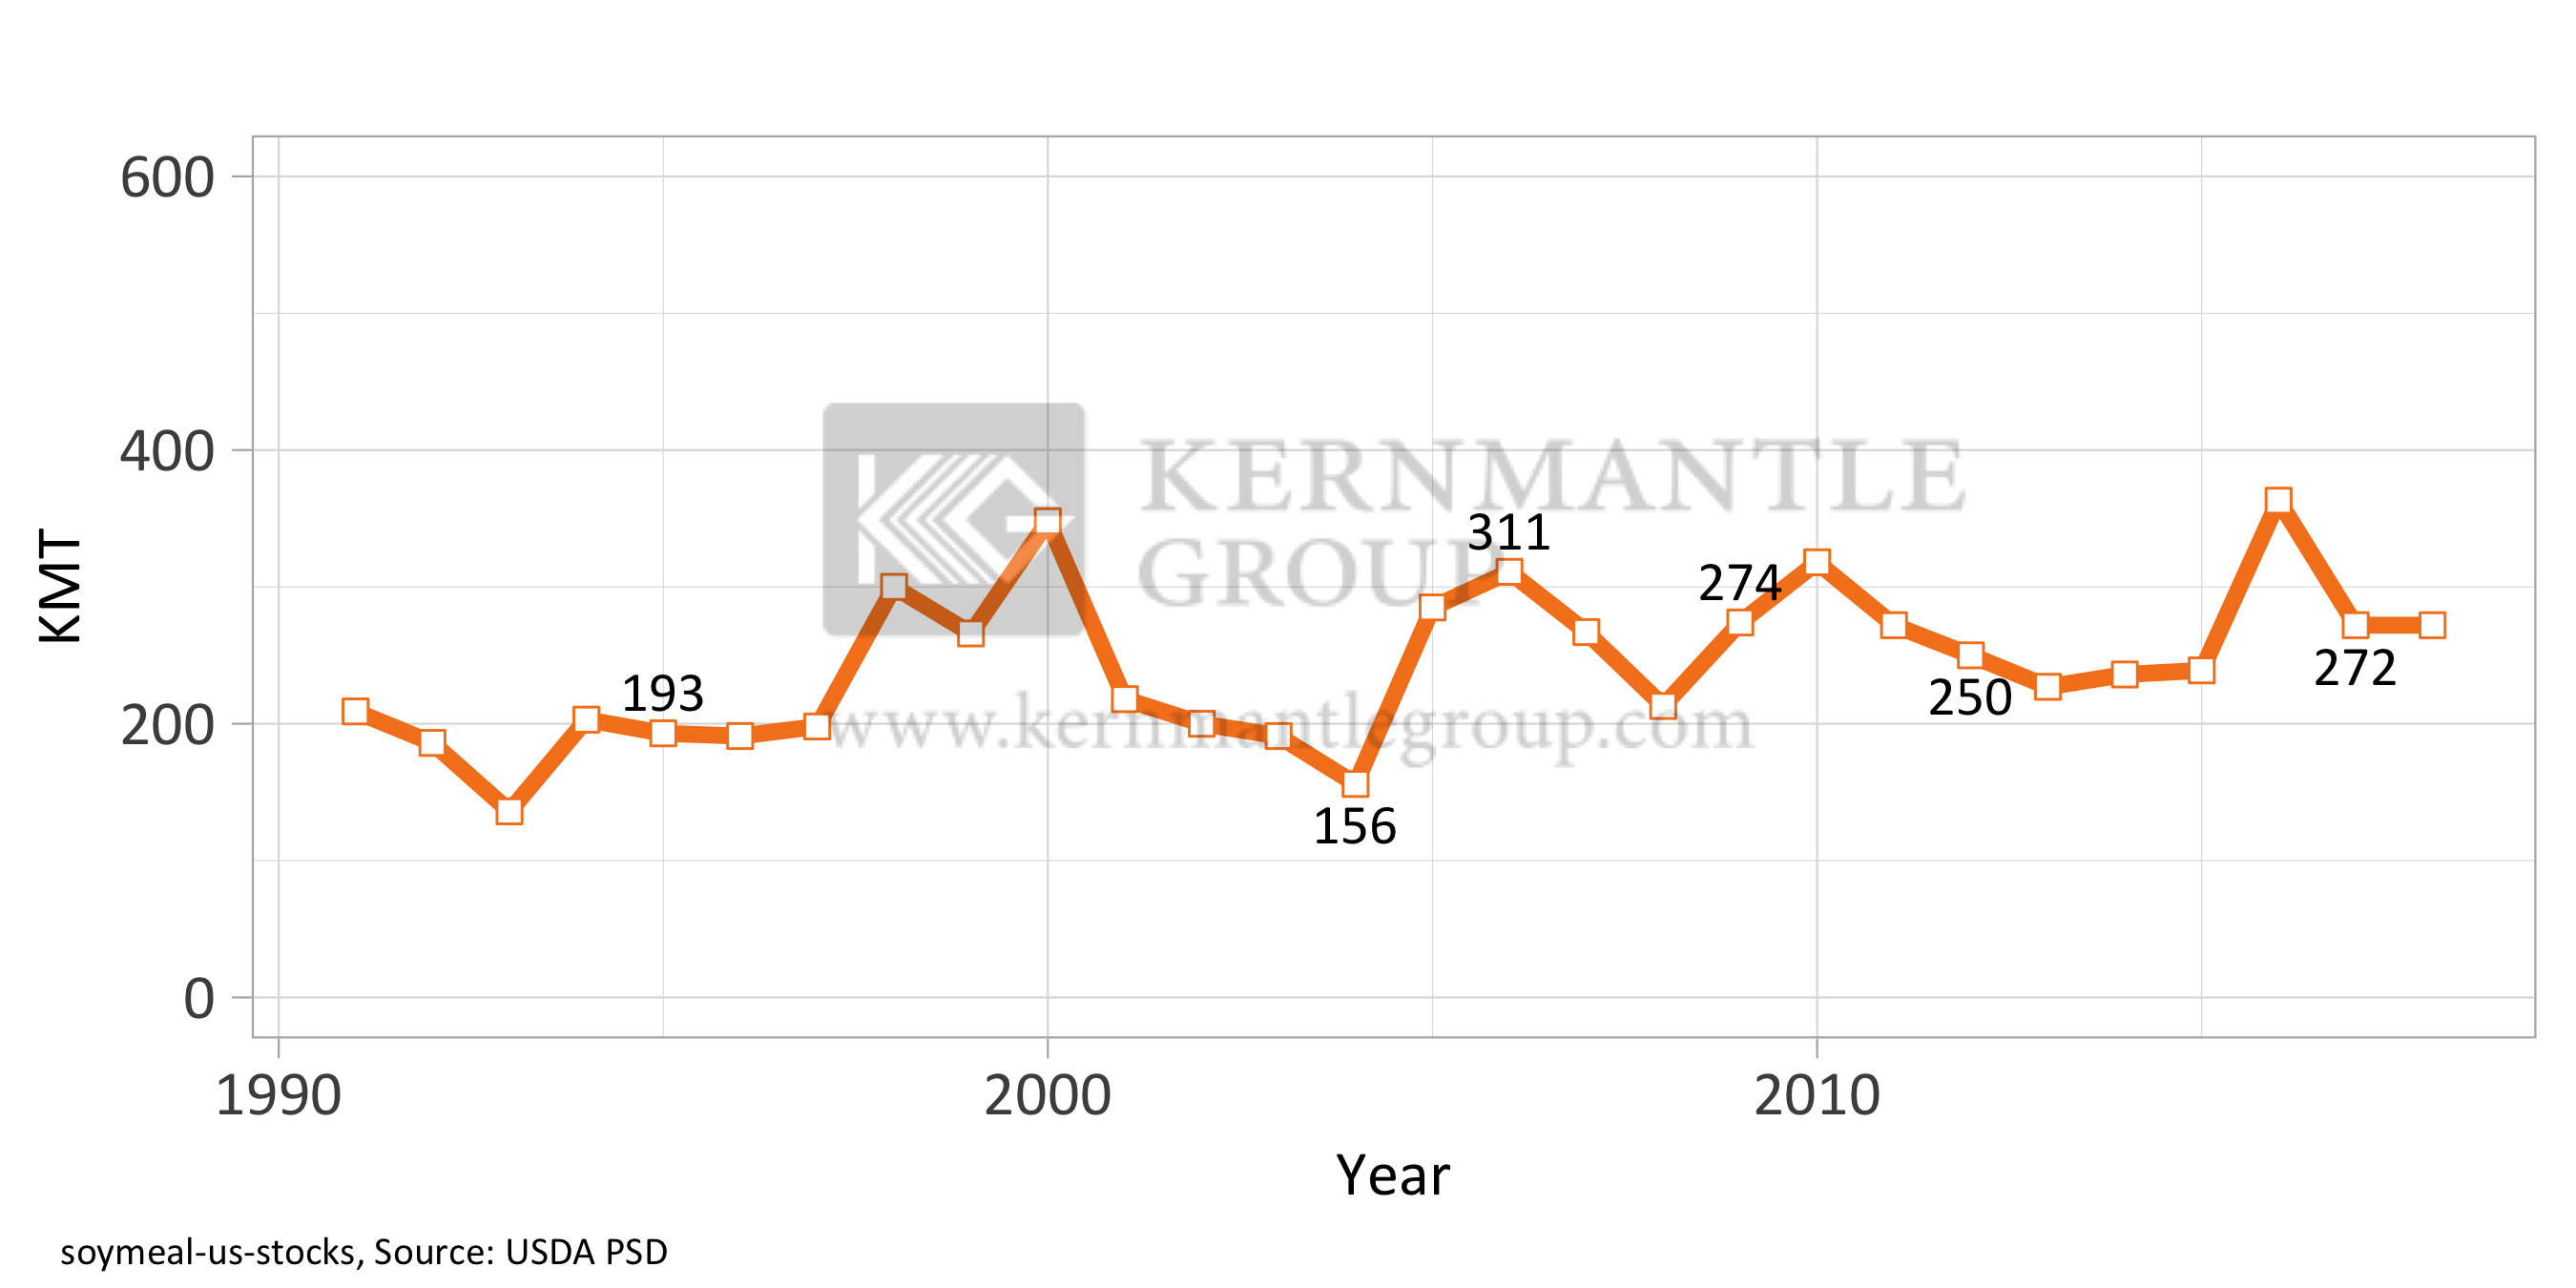 600
400
200
0
KMT
193
156
311
274
250
272
KERNMANTLE
GROUP
www.kernmantlegroup.com
1990
2000
2010
Year
soymeal-us-stocks, Source: USDA PSD